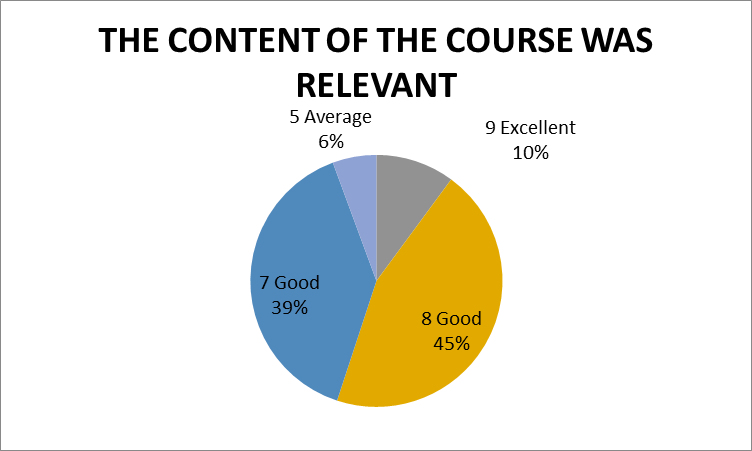 THE CONTENT OF THE COURSE WAS
RELEVANT
5 Average
6%
9 Excellent
10%
7 Good
39%
8 Good
45%